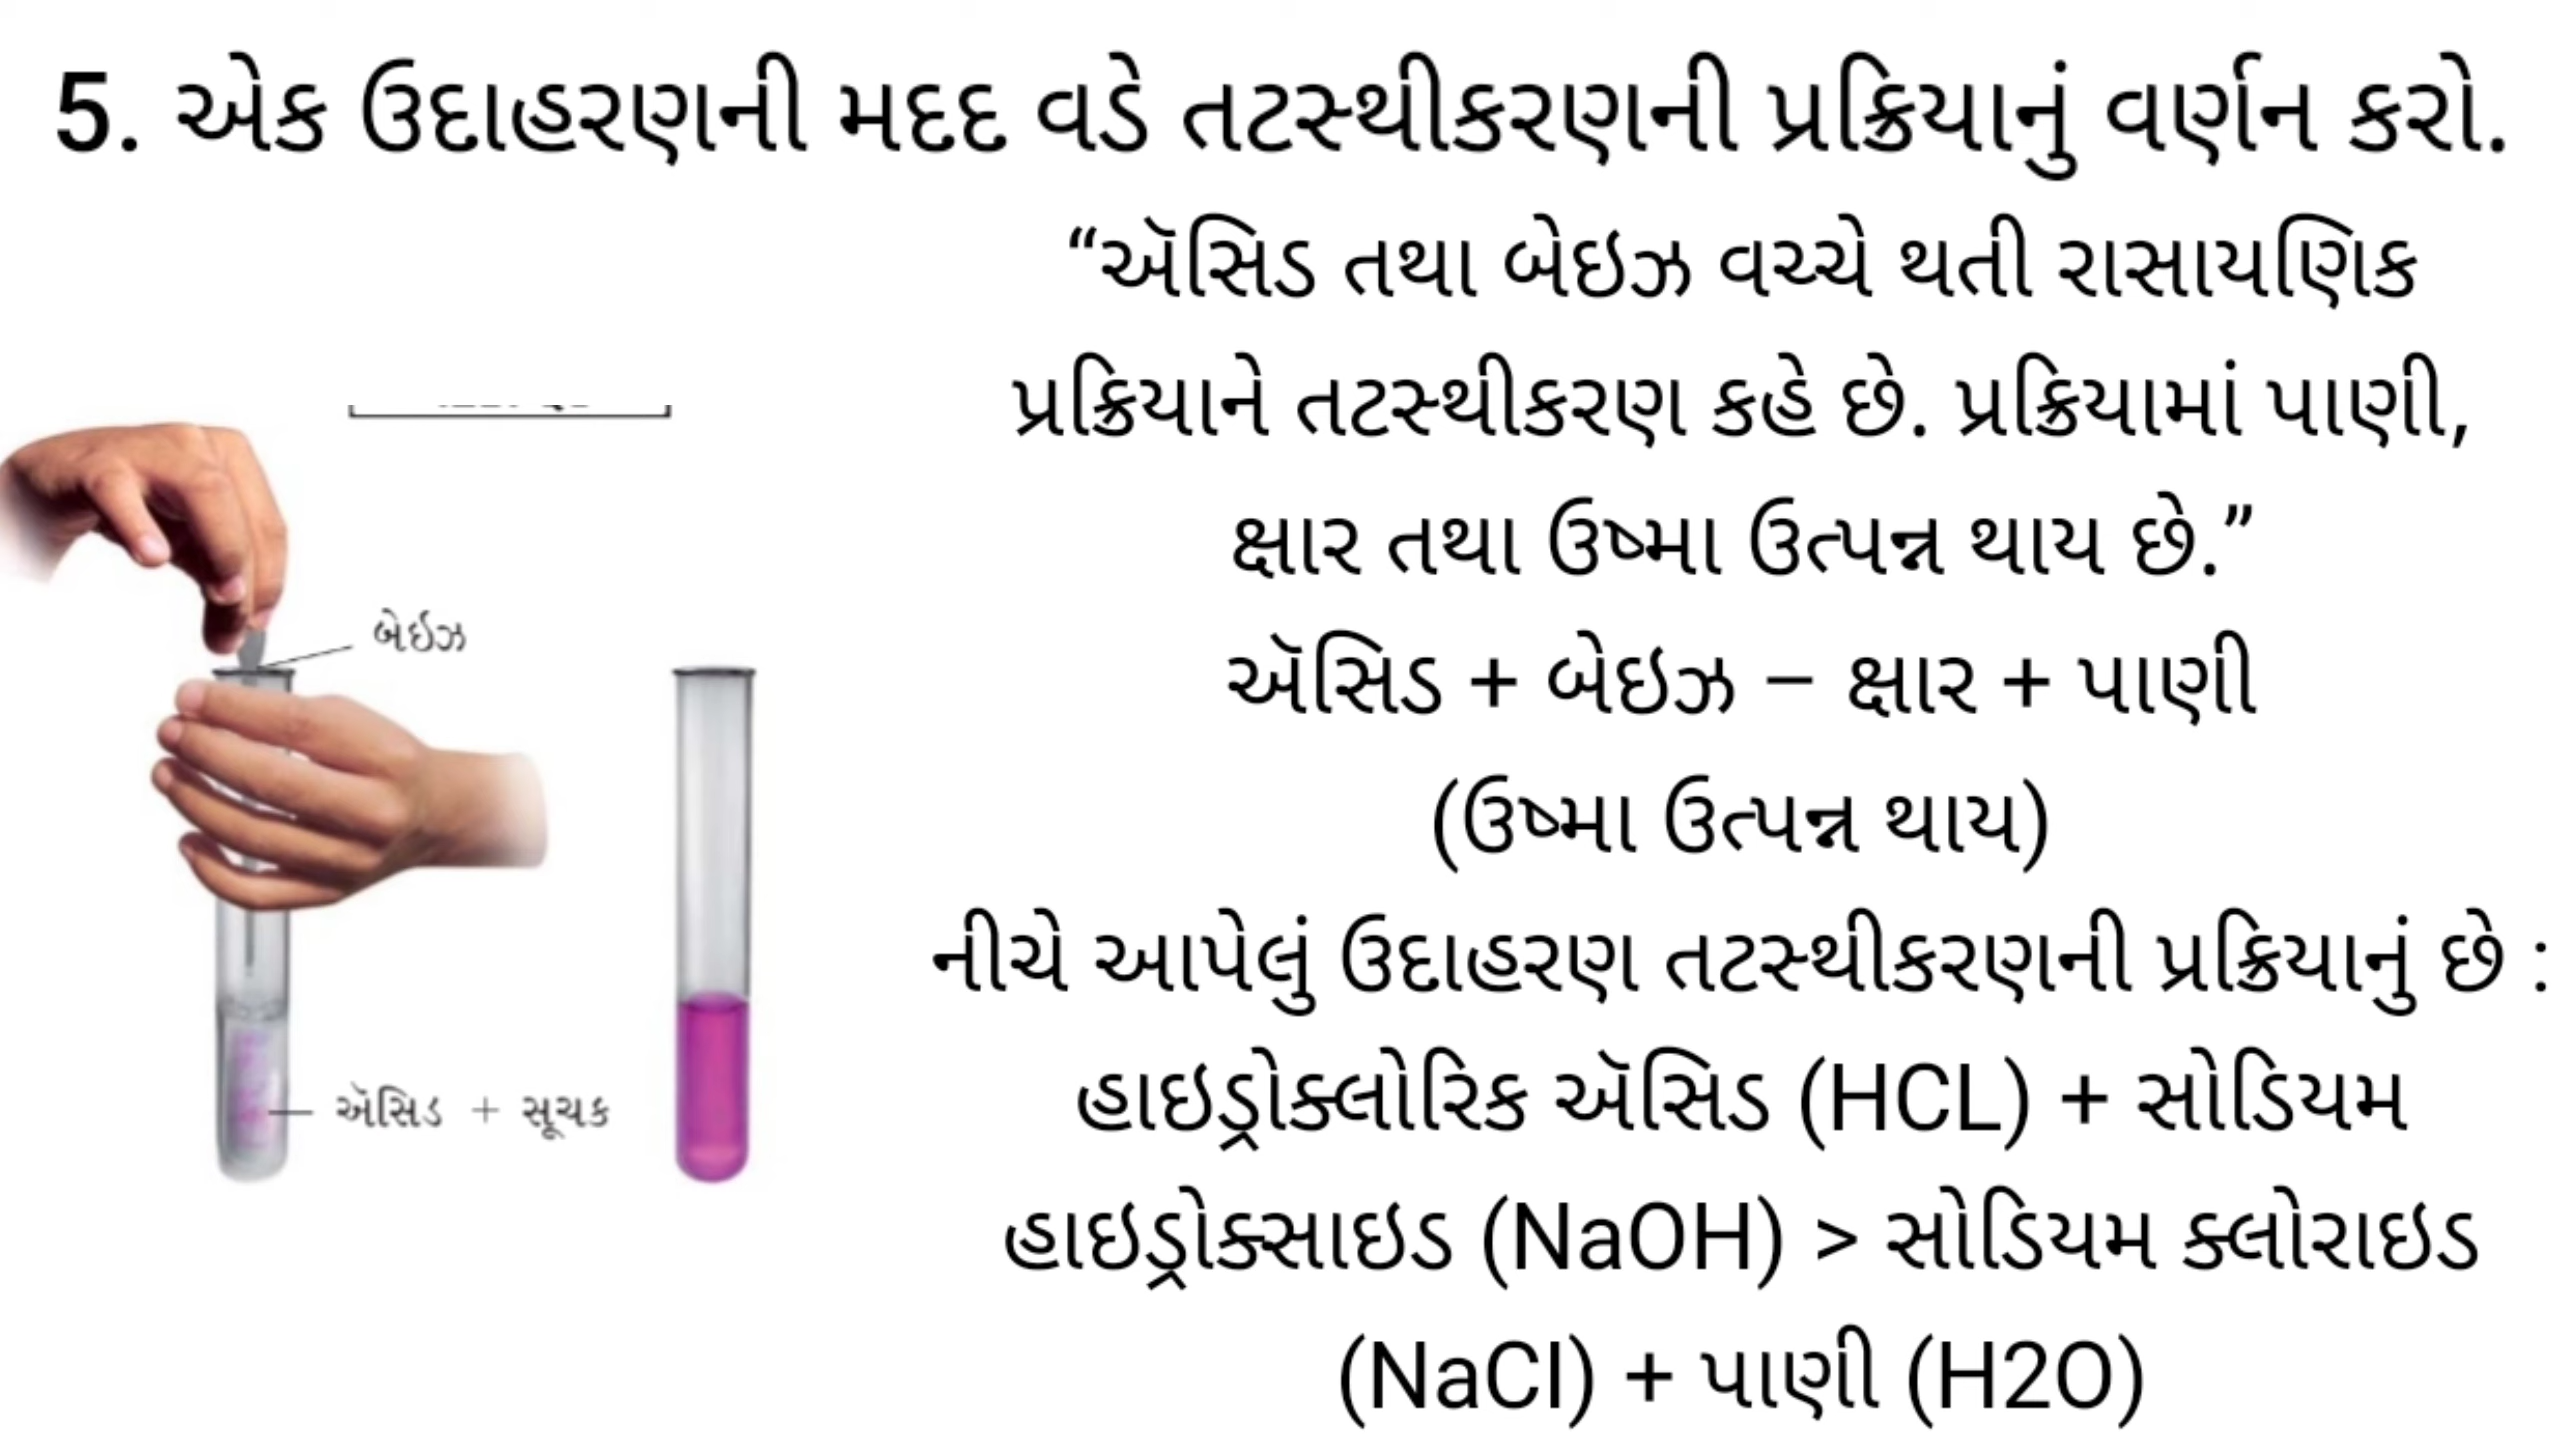 5. એક ઉદાહરણની મદદ વડે તટસ્થીકરણની પ્રક્રિયાનું વર્ણન કરો.
“ઍસિડ તથા બેઇઝ વચ્ચે થતી રાસાયણિક
પ્રક્રિયાને તટસ્થીકરણ કહે છે. પ્રક્રિયામાં પાણી,
ક્ષાર તથા ઉષ્મા ઉત્પન્ન થાય છે.”
ઍસિડ + બેઇઝ – ક્ષાર + પાણી
(ઉષ્મા ઉત્પન્ન થાય)
નીચે આપેલું ઉદાહરણ તટસ્થીકરણની પ્રક્રિયાનું છે :
હાઇડ્રોક્લોરિક ઍસિડ (HCL) + સોડિયમ
હાઇડ્રોક્સાઇડ (NaOH) > સોડિયમ ક્લોરાઇડ
(NaCl) + પાણી (H2O)
બેઇઝ
ઍસિડ + સૂચક